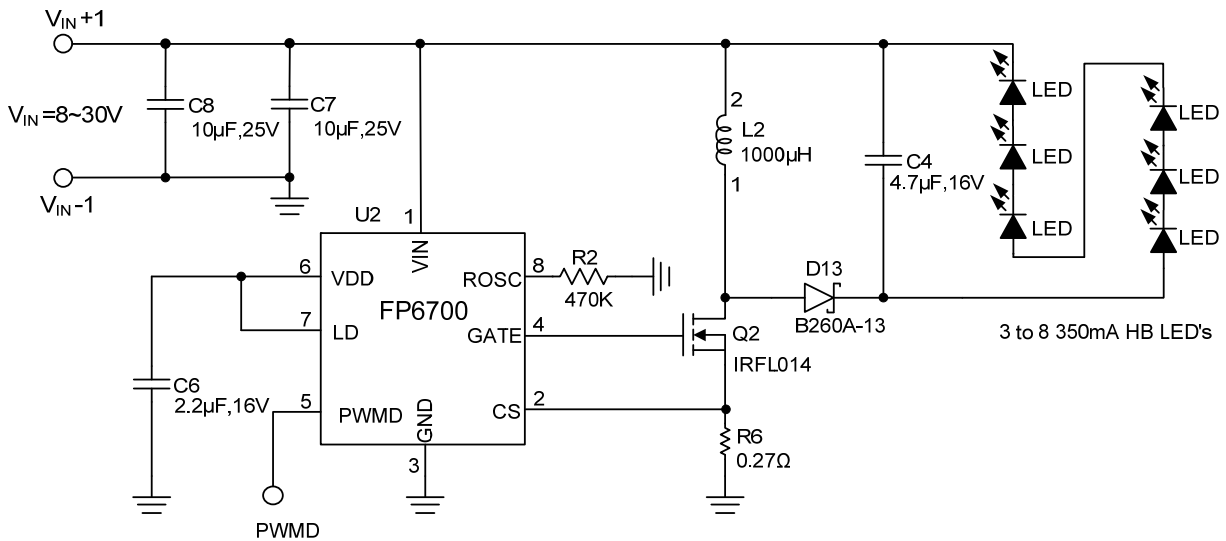 VIN+1
VIN=8~30V
VIN-1
C8
10µF,25V
C7
10µF,25V
2
L2
1000µH
1
C4
4.7µF,16V
LED
LED
LED
LED
LED
LED
U2
1
VIN
6
VDD
7
LD
FP6700
ROSC
8
R2
470K
GATE
4
Q2
IRFL014
D13
B260A-13
3 to 8 350mA HB LED's
C6
2.2µF,16V
5
PWMD
GND
3
CS
2
R6
0.27Ω
PWMD